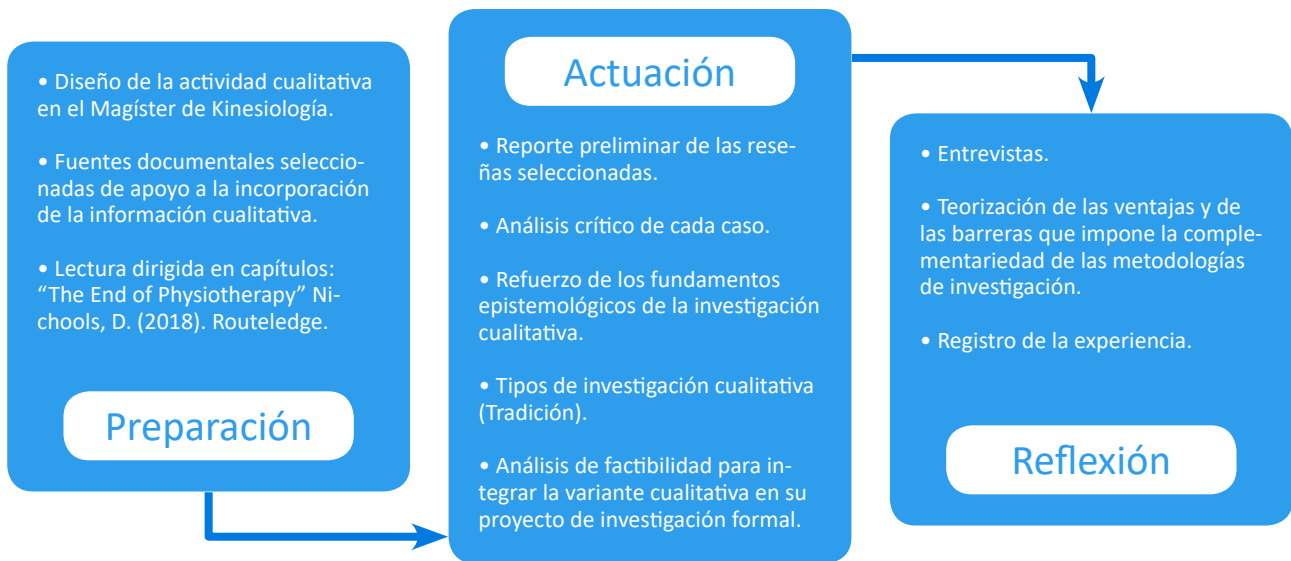 • Diseño de la actividad cualitativa
en el Magíster de Kinesiología.
• Fuentes documentales seleccio-
nadas de apoyo a la incorporación
de la información cualitativa.
• Lectura dirigida en capítulos:
“The End of Physiotherapy” Ni-
chools, D. (2018). Routeledge.
Preparación
Actuación
• Reporte preliminar de las rese-
ñas seleccionadas.
• Análisis crítico de cada caso.
• Refuerzo de los fundamentos
epistemológicos de la investigación
cualitativa.
• Tipos de investigación cualitativa
(Tradición).
• Análisis de factibilidad para in-
tegrar la variante cualitativa en su
proyecto de investigación formal.
• Entrevistas.
• Teorización de las ventajas y de
las barreras que impone la comple-
mentariedad de las metodologías
de investigación.
• Registro de la experiencia.
Reflexión